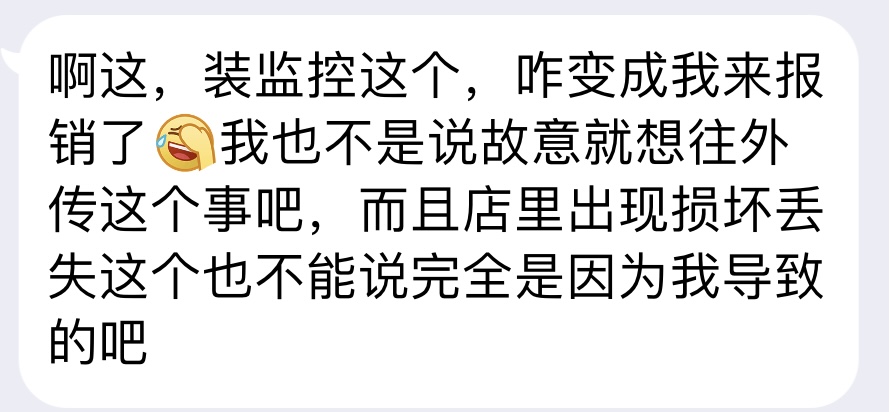 啊这，装监控这个，咋变成我来报
销了🤣我也不是说故意就想往外
传这个事吧，而且店里出现损坏丢
失这个也不能说完全是因为我导致
的吧